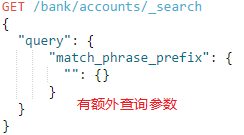 GET /bank/accounts/_search
{
  "query": {
      "match_phrase_prefix": {
        "": {}
      }
有额外查询参数
  }
}